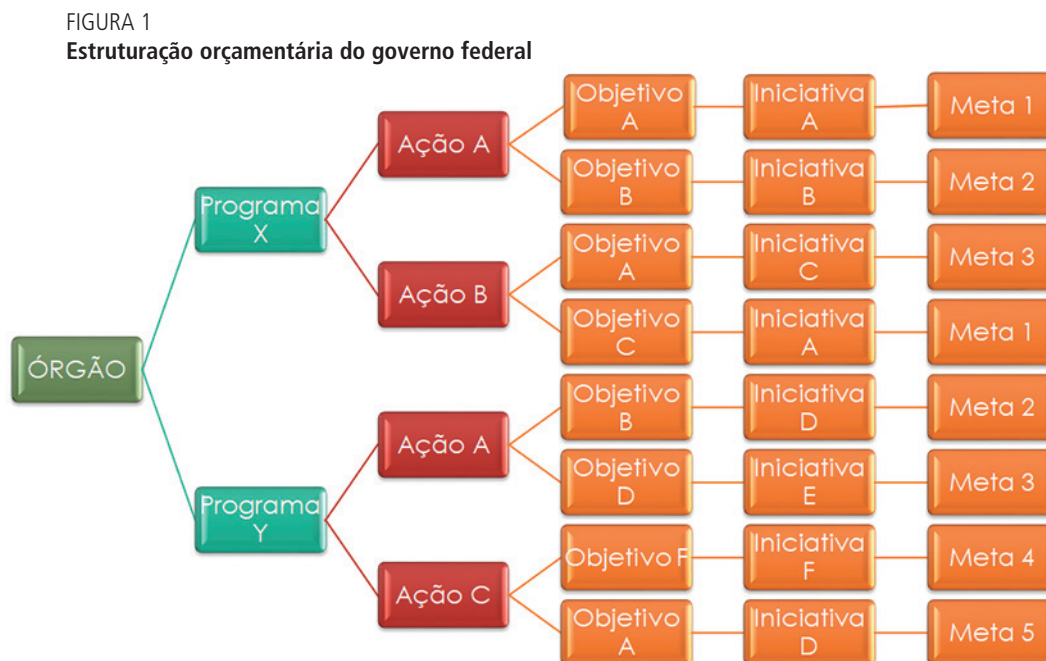 FIGURA 1
Estruturação orçamentária do governo federal
ÓRGÃO
Programa
X
Ação A
Objetivo
A
Iniciativa
A
Meta 1
Objetivo
B
Iniciativa
B
Meta 2
Ação B
Objetivo
A
Iniciativa
C
Meta 3
Objetivo
C
Iniciativa
A
Meta 1
Programa
Y
Ação A
Objetivo
B
Iniciativa
D
Meta 2
Objetivo
D
Iniciativa
E
Meta 3
Ação C
Objetivo F
Iniciativa
F
Meta 4
Objetivo
A
Iniciativa
D
Meta 5